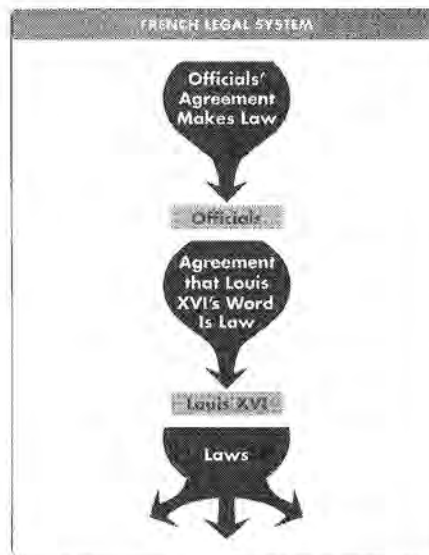 FRENCH LEGAL SYSTEM
Officials'
Agreement
Makes Law
Officials
Agreement
that Louis
XVI's Word
Is Law
Louis XVI
Laws